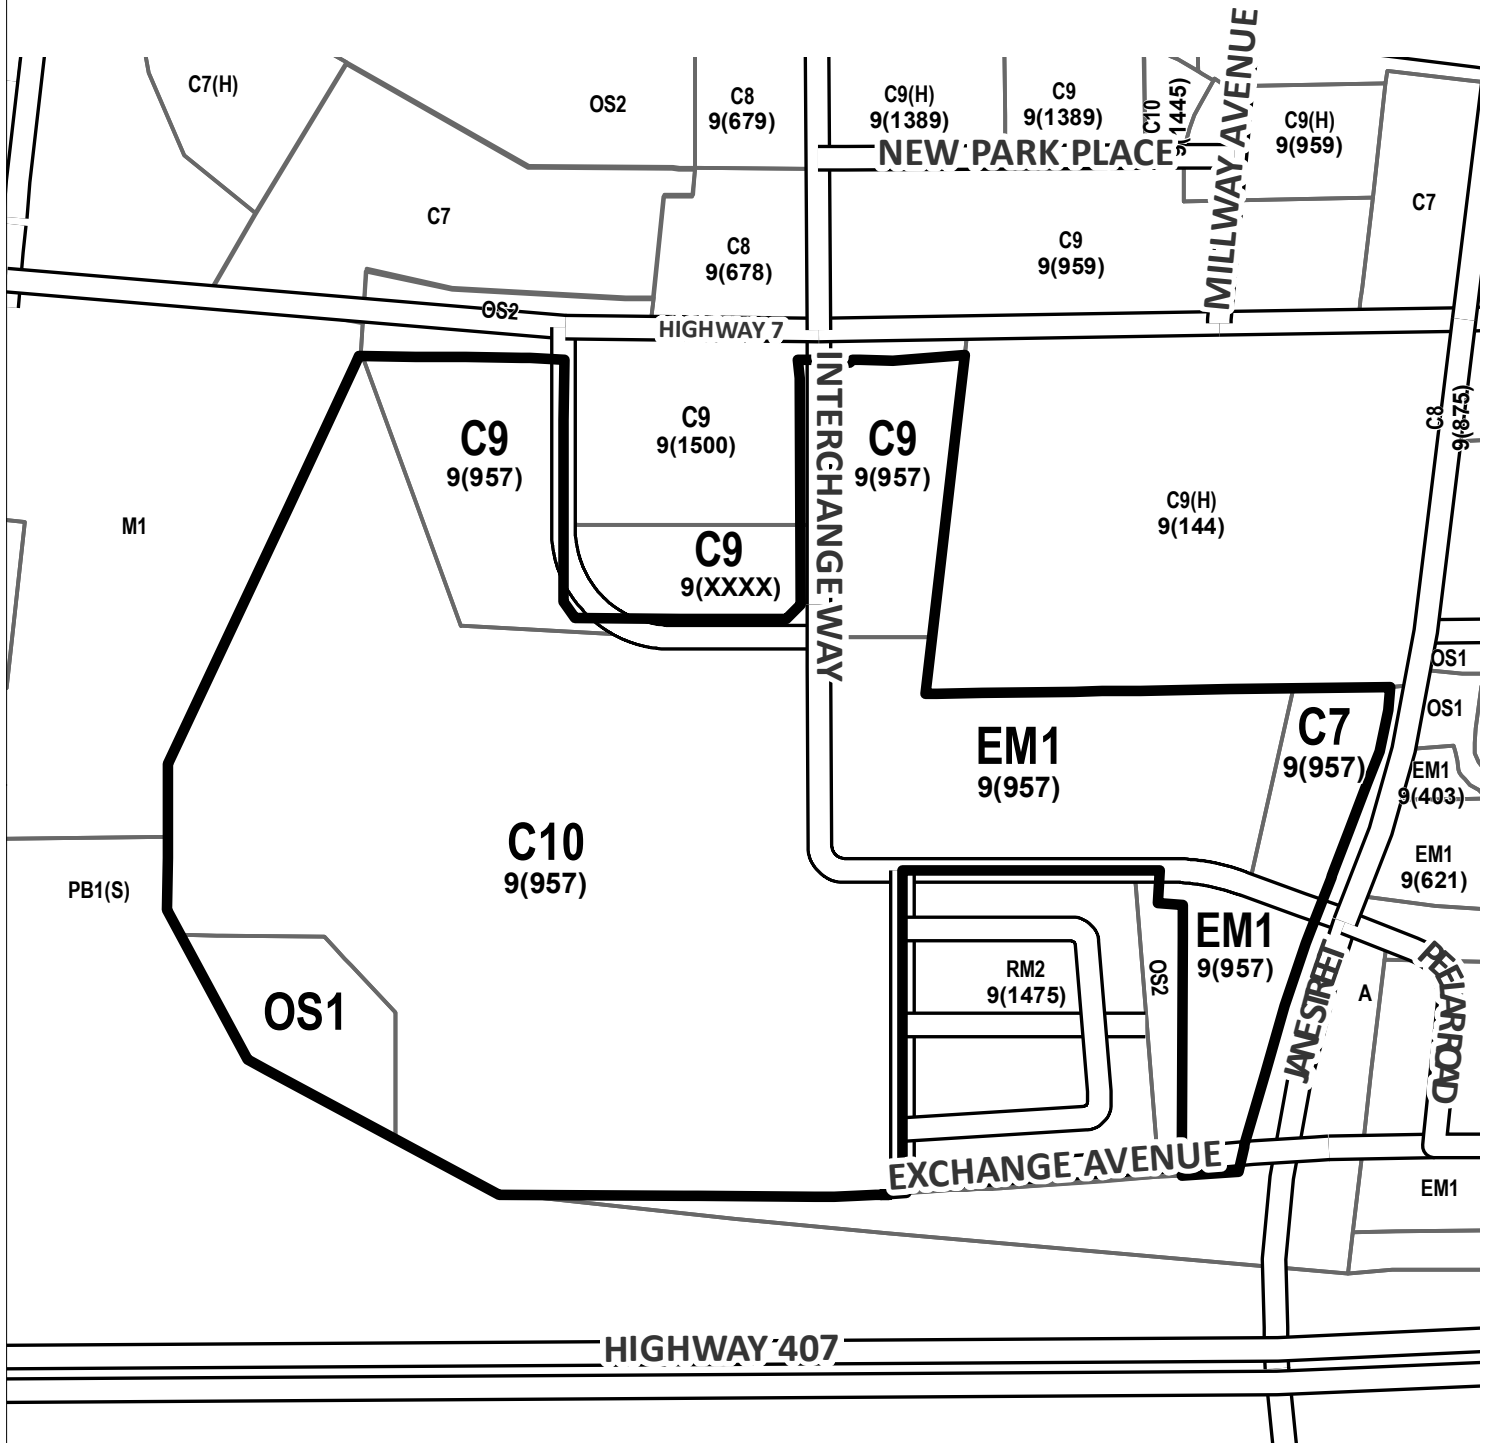 MILLWAY AVENUE
C7(H)
OS2
C8
9(679)
C9(H)
9(1389)
C9
9(1389)
C10
C9(H)
9(959)
NEW PARK PLACE
C7
C7
C8
9(678)
C9
9(959)
OS2
HIGHWAY 7
INTERCHANGE WAY
C9
9(957)
C9
9(1500)
C9
9(957)
C8
9(875)
C9(H)
9(144)
M1
C9
9(XXXX)
OS1
OS1
EM1
9(957)
C7
9(957)
EM1
9(403)
C10
9(957)
EM1
9(621)
PB1(S)
EM1
9(957)
RM2
9(1475)
OS2
OS1
A
JANE STREET
PEELAR ROAD
EXCHANGE AVENUE
EM1
HIGHWAY 407